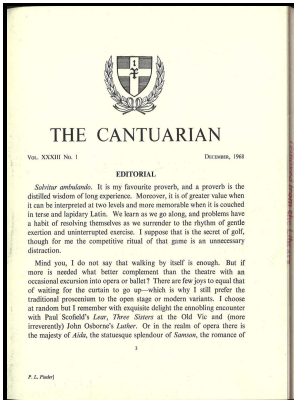 THE CANTUARIAN
VOL. XXXIII NO. 1 DECEMBER, 1968
EDITORIAL
Solvitur ambulando. It is my favourite proverb, and a proverb is the
distilled wisdom of long experience. Moreover, it is of greater value when
it can be interpreted at two levels and more memorable when it is couched
in terse and lapidary Latin. We learn as we go along, and problems have
a habit of resolving themselves as we surrender to the rhythm of gentle
exertion and uninterrupted exercise. I suppose that is the secret of golf,
though for me the competitive ritual of that game is an unnecessary
distraction.
Mind you, I do not say that walking by itself is enough. But if
more is needed what better complement than the theatre with an
occasional excursion into opera or ballet? There are few joys to equal that
of waiting for the curtain to go up—which is why I still prefer the
traditional proscenium to the open stage or modern variants. I choose
at random but I remember with exquisite delight the ennobling encounter
with Paul Scofield's Lear, Three Sisters at the Old Vic and (more
irreverently) John Osborne's Luther. Or in the realm of opera there is
the majesty of Aida, the statuesque splendour of Samson, the romance of
3